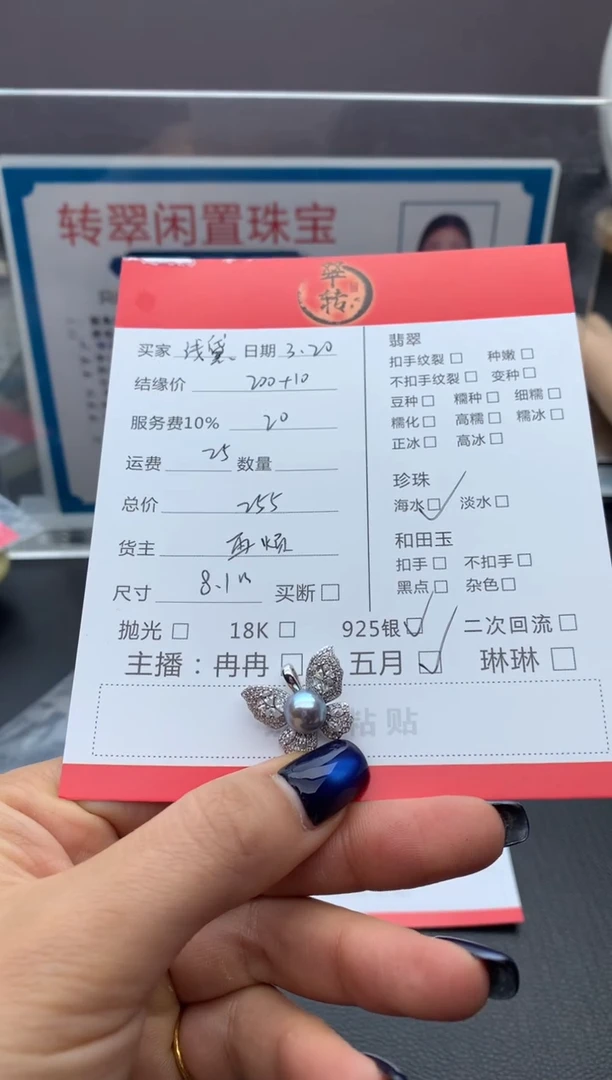 转翠闲置珠宝
翠转
买家 浅黛 日期 3.20
结缘价 200+10
服务费10% 20
运费 25 数量
总价 255
货主
尺寸 8.1 买断
翡翠
扣手纹裂 种嫩
不扣手纹裂 变种
豆种 糯种 细糯
糯化 高糯 糯冰
正冰 高冰
珍珠
海水 淡水
和田玉
扣手 不扣手
黑点 杂色
抛光 18K 925银 二次回流
主播：冉冉 五月 琳琳
粘贴